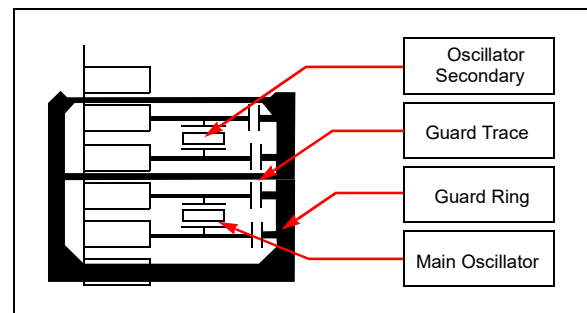 Oscillator
Secondary
Guard Trace
Guard Ring
Main Oscillator